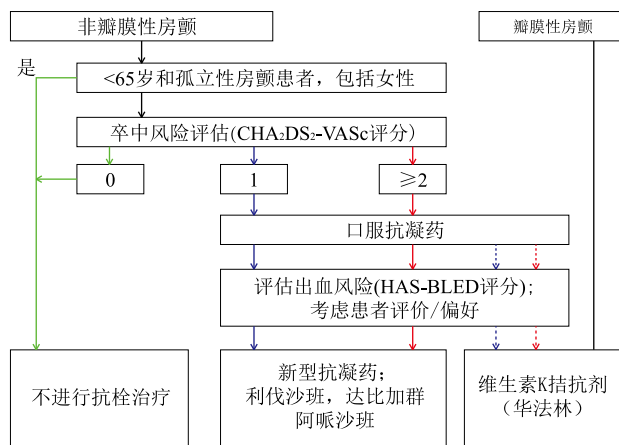 非瓣膜性房颤
瓣膜性房颤
是
<65岁和孤立性房颤患者，包括女性
卒中风险评估(CHA₂DS₂-VASc评分)
0
1
≥2
口服抗凝药
评估出血风险(HAS-BLED评分)；
考虑患者评价/偏好
不进行抗栓治疗
新型抗凝药；
利伐沙班，达比加群
阿哌沙班
维生素K拮抗剂
（华法林）